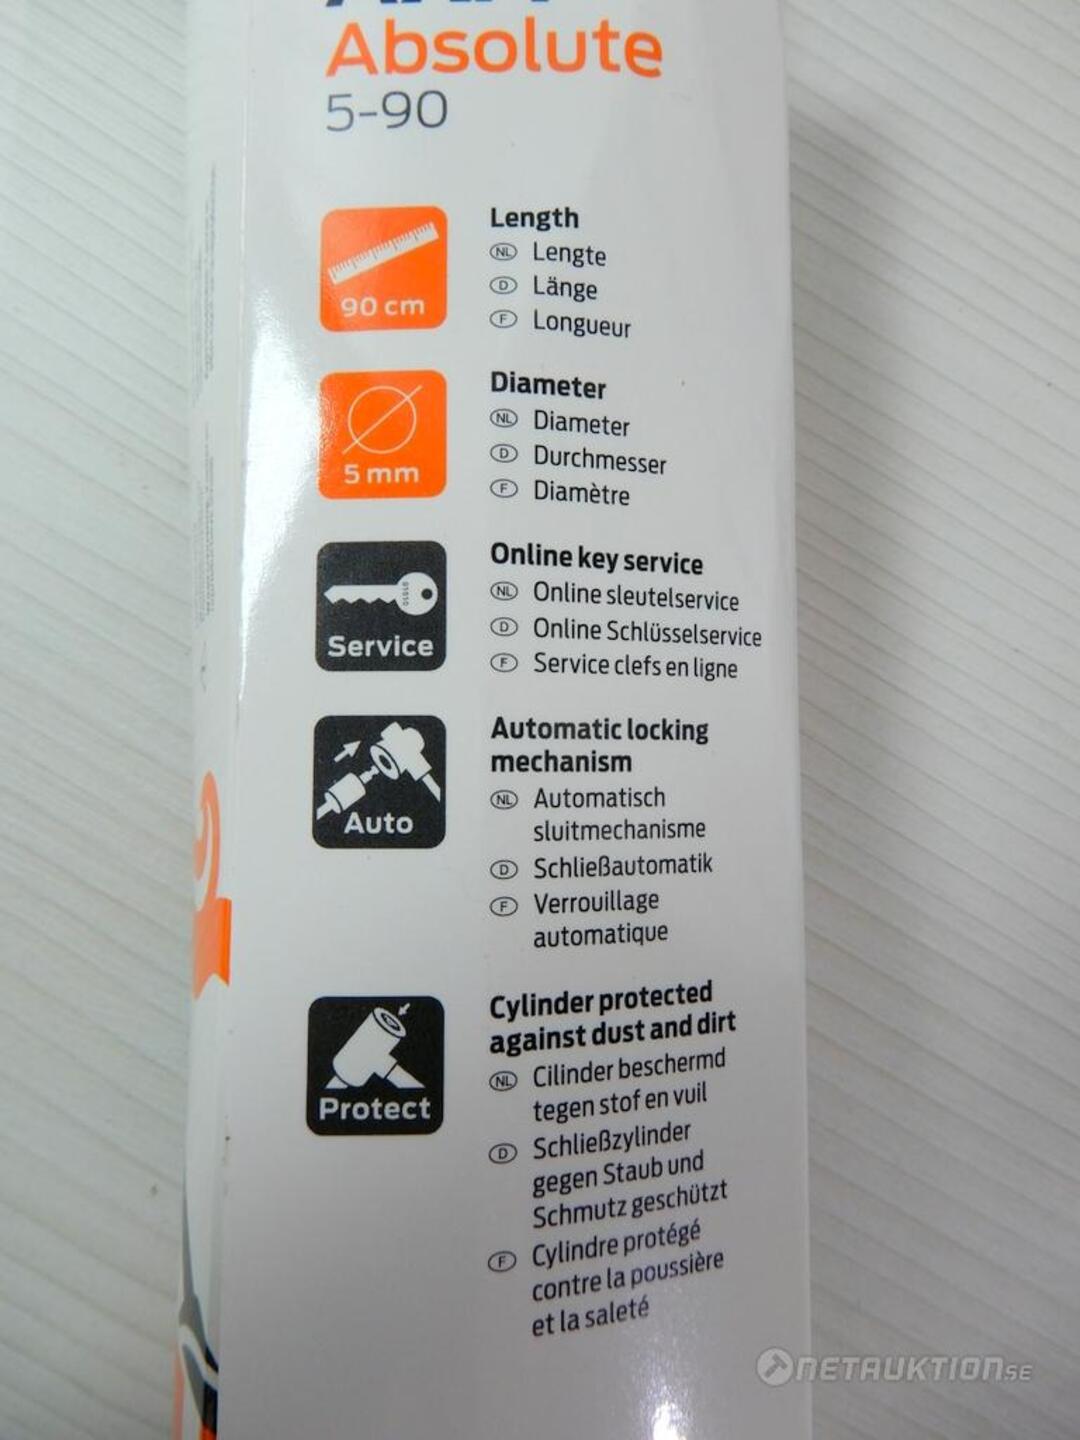 Absolute
5-90
90 cm
Length
NL Lengte
D Länge
F Longueur
5 mm
Diameter
NL Diameter
D Durchmesser
F Diamètre
Service
Online key service
NL Online sleutelservice
D Online Schlüsselservice
F Service clefs en ligne
Auto
Automatic locking
mechanism
NL Automatisch
sluitmechanisme
D Schließautomatik
F Verrouillage
automatique
Protect
Cylinder protected
against dust and dirt
NL Cilinder beschermd
tegen stof en vuil
D Schließzylinder
gegen Staub und
Schmutz geschützt
F Cylindre protégé
contre la poussière
et la saleté
NETAUKTION.SE